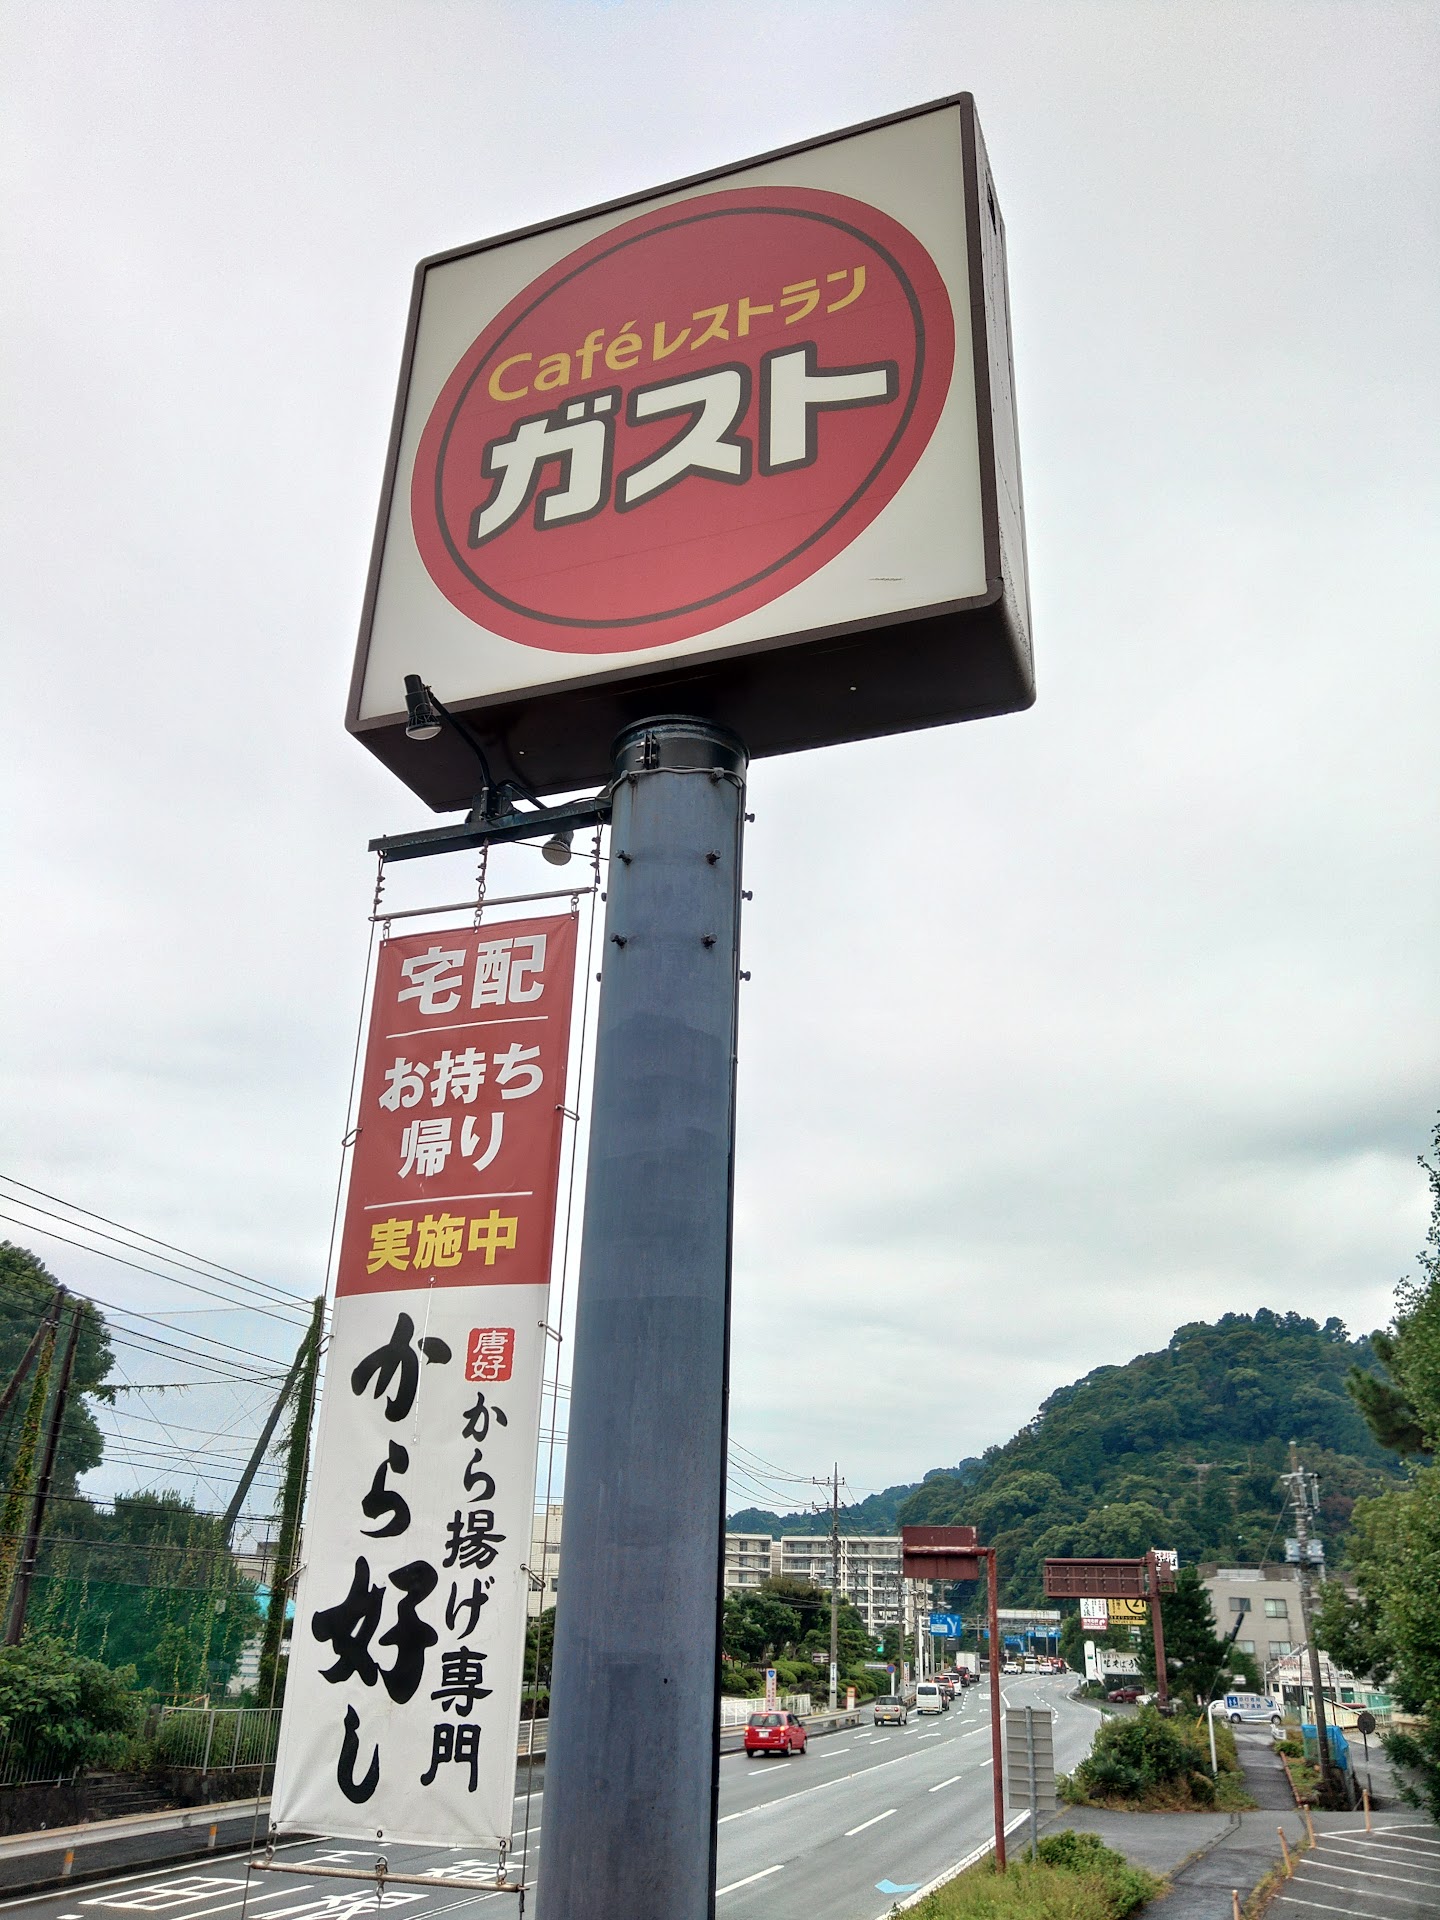 Caféレストラン
ガスト
宅配
お持ち
帰り
実施中
唐好
から揚げ専門
から好し